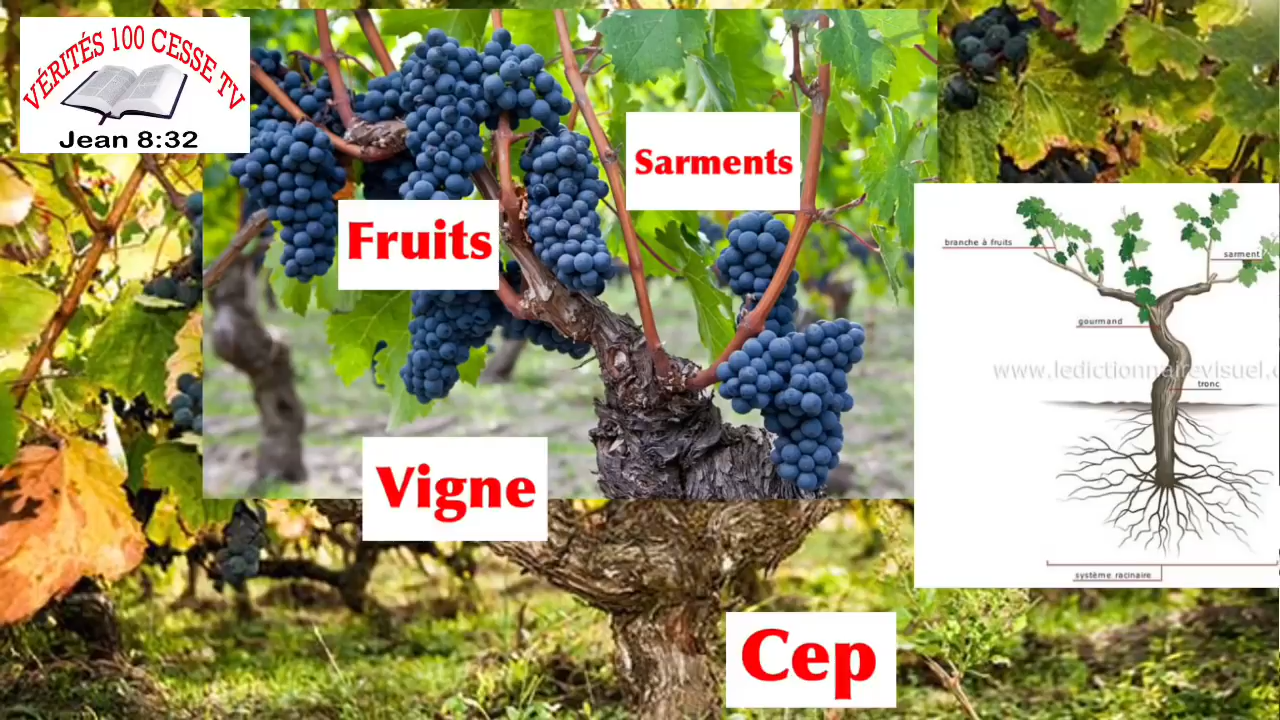 VÉRITÉS 100 CESSE TV
Jean 8:32
Sarments
Fruits
Vigne
Cep
branche à fruits
sarment
gourmand
www.ledictionnairevisuel.c
tronc
système racinaire